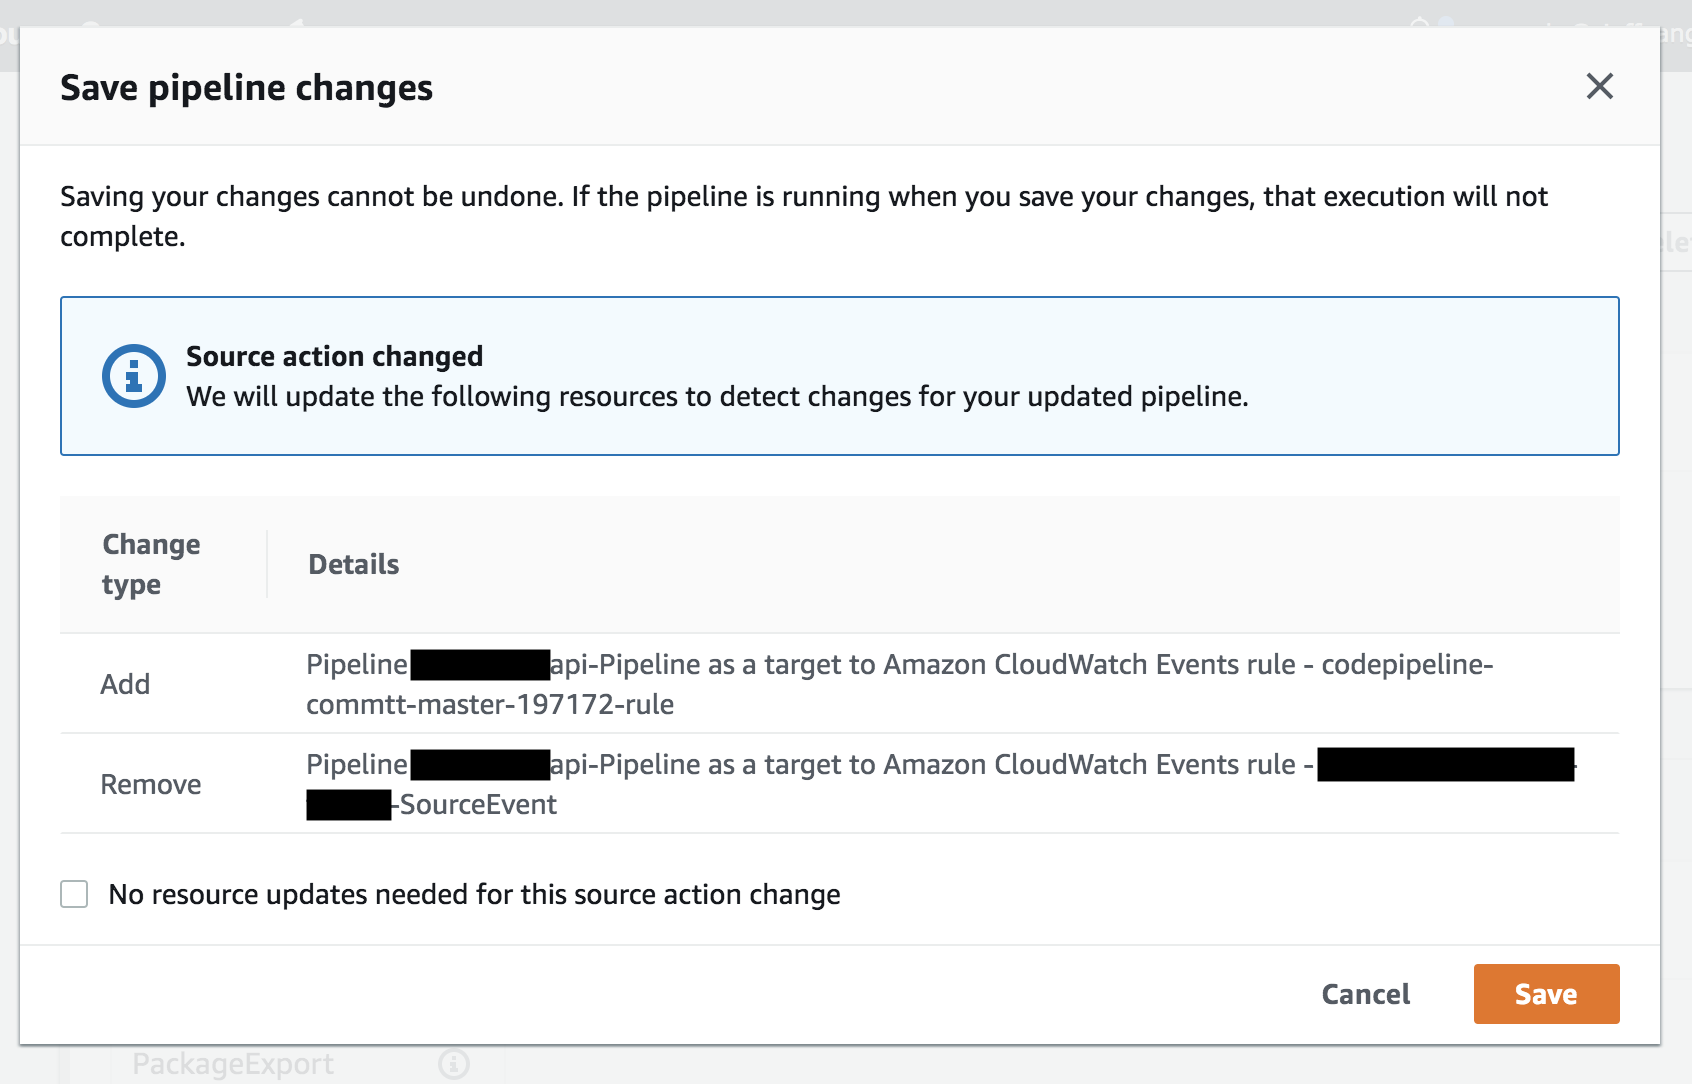 Save pipeline changes
Saving your changes cannot be undone. If the pipeline is running when you save your changes, that execution will not
complete.
Source action changed
We will update the following resources to detect changes for your updated pipeline.
Change
type
Details
Add
Pipeline api-Pipeline as a target to Amazon CloudWatch Events rule - codepipeline-
commtt-master-197172-rule
Remove
Pipeline api-Pipeline as a target to Amazon CloudWatch Events rule -
-SourceEvent
No resource updates needed for this source action change
Cancel
Save
PackageExport